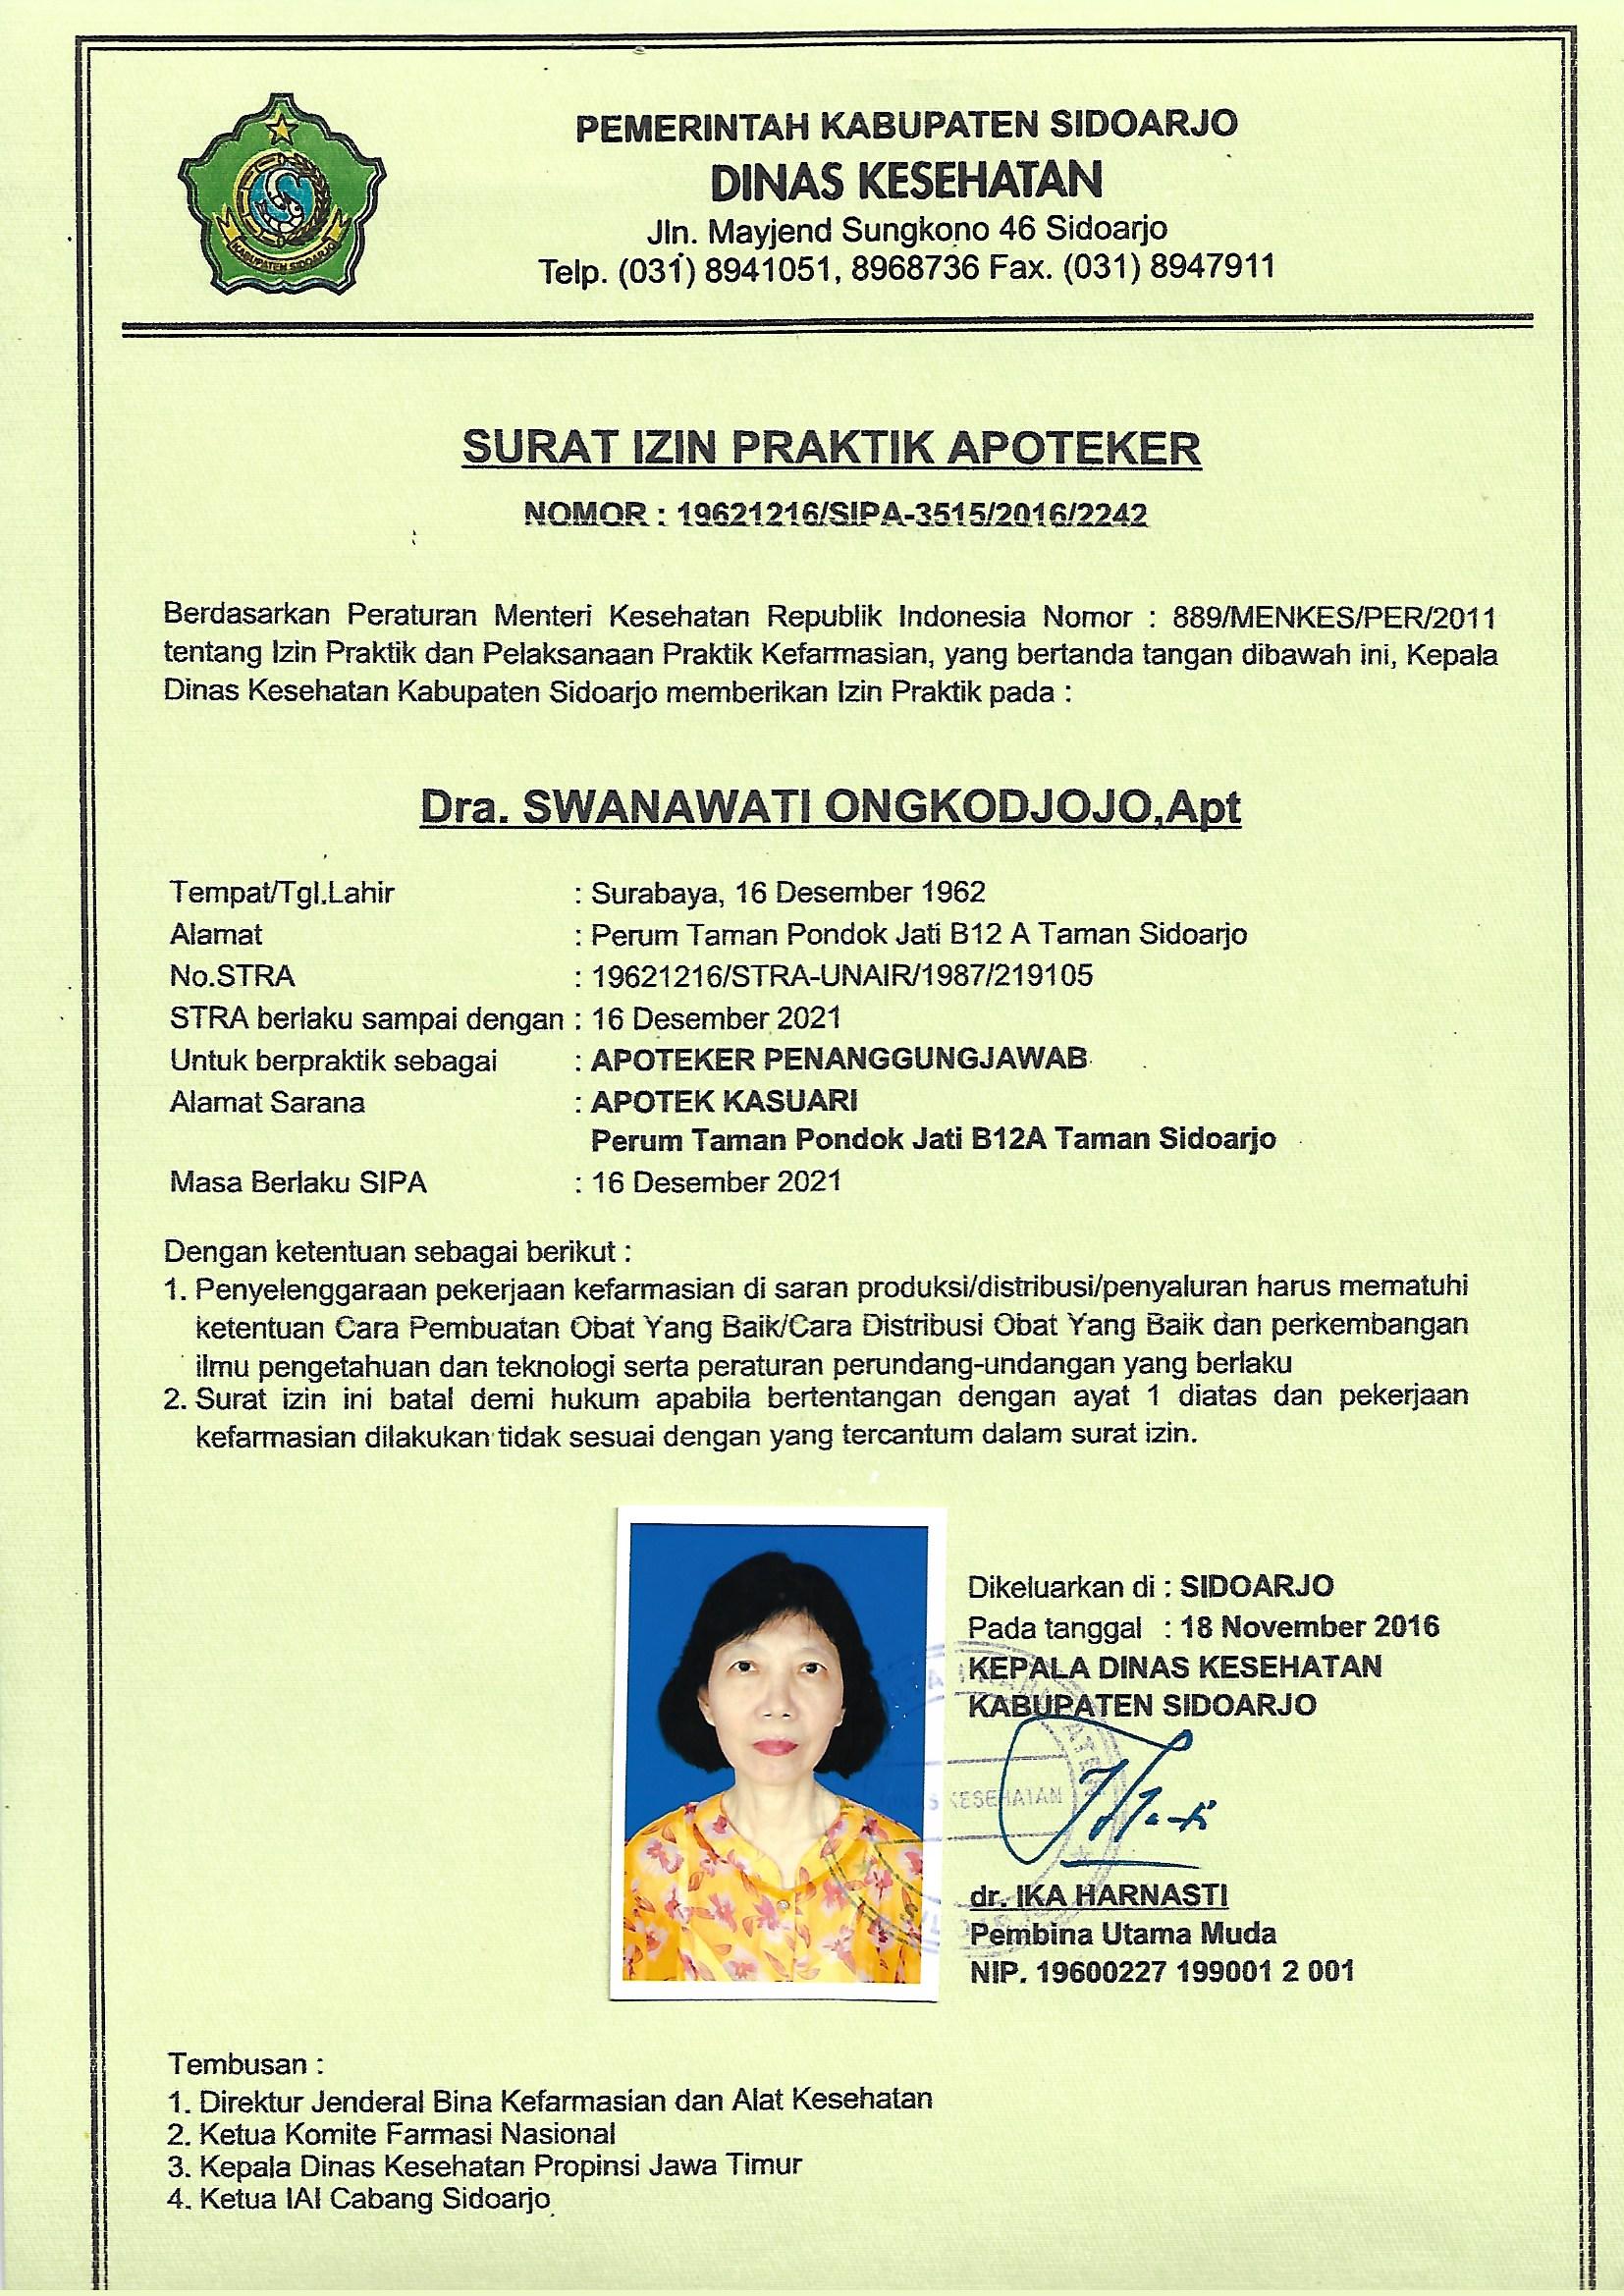 PEMERINTAH KABUPATEN SIDOARJO
DINAS KESEHATAN
Jln. Mayjend Sungkono 46 Sidoarjo
Telp. (031) 8941051, 8968736 Fax. (031) 8947911
KABUPATEN SIDOARJO
SURAT IZIN PRAKTIK APOTEKER
NOMOR : 19621216/SIPA-3515/2016/2242
Berdasarkan Peraturan Menteri Kesehatan Republik Indonesia Nomor : 889/MENKES/PER/2011
tentang Izin Praktik dan Pelaksanaan Praktik Kefarmasian, yang bertanda tangan dibawah ini, Kepala
Dinas Kesehatan Kabupaten Sidoarjo memberikan Izin Praktik pada :
Dra. SWANAWATI ONGKODJOJO,Apt
Tempat/Tgl.Lahir : Surabaya, 16 Desember 1962
Alamat : Perum Taman Pondok Jati B12 A Taman Sidoarjo
No.STRA : 19621216/STRA-UNAIR/1987/219105
STRA berlaku sampai dengan : 16 Desember 2021
Untuk berpraktik sebagai : APOTEKER PENANGGUNGJAWAB
Alamat Sarana : APOTEK KASUARI
Perum Taman Pondok Jati B12A Taman Sidoarjo
Masa Berlaku SIPA : 16 Desember 2021
Dengan ketentuan sebagai berikut :
1. Penyelenggaraan pekerjaan kefarmasian di saran produksi/distribusi/penyaluran harus mematuhi
ketentuan Cara Pembuatan Obat Yang Baik/Cara Distribusi Obat Yang Baik dan perkembangan
ilmu pengetahuan dan teknologi serta peraturan perundang-undangan yang berlaku
2. Surat izin ini batal demi hukum apabila bertentangan dengan ayat 1 diatas dan pekerjaan
kefarmasian dilakukan tidak sesuai dengan yang tercantum dalam surat izin.
Dikeluarkan di : SIDOARJO
Pada tanggal : 18 November 2016
KEPALA DINAS KESEHATAN
KABUPATEN SIDOARJO
KESEHATAN
dr. IKA HARNASTI
Pembina Utama Muda
NIP. 19600227 199001 2 001
Tembusan :
1. Direktur Jenderal Bina Kefarmasian dan Alat Kesehatan
2. Ketua Komite Farmasi Nasional
3. Kepala Dinas Kesehatan Propinsi Jawa Timur
4. Ketua IAI Cabang Sidoarjo